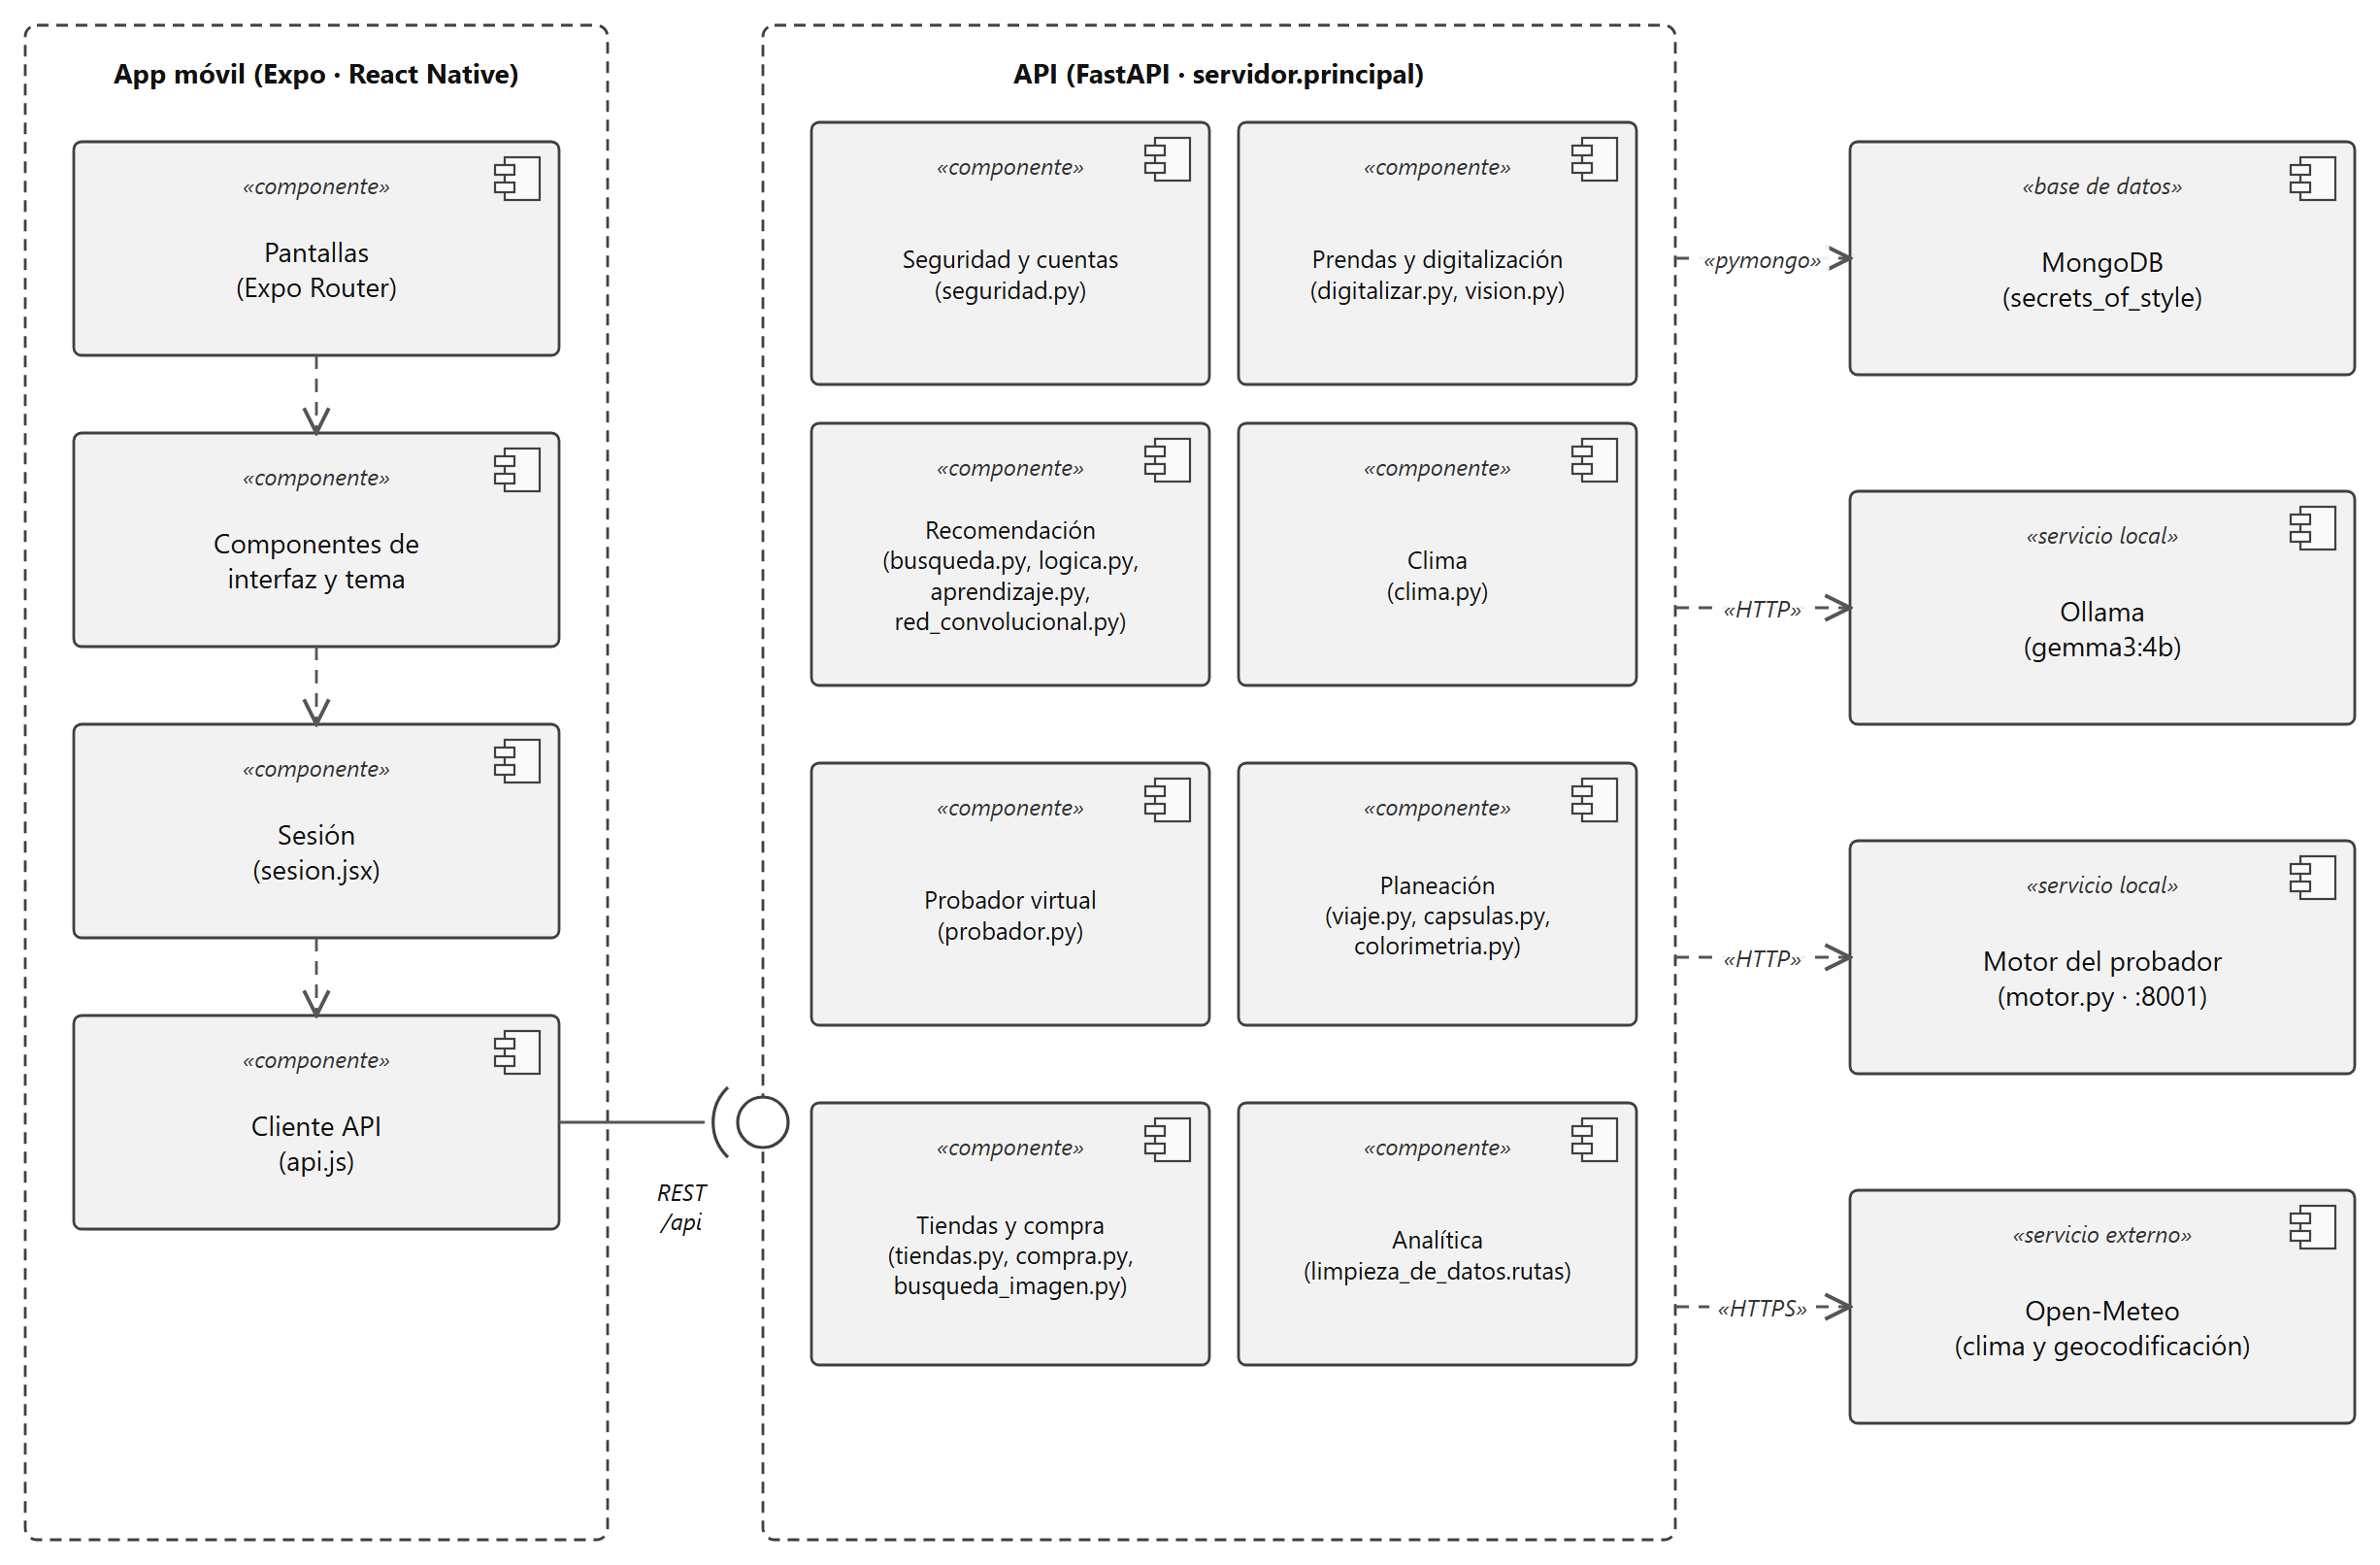 App móvil (Expo · React Native)
«componente»
Pantallas
(Expo Router)
«componente»
Componentes de
interfaz y tema
«componente»
Sesión
(sesion.jsx)
«componente»
Cliente API
(api.js)
REST
/api
API (FastAPI · servidor.principal)
«componente»
Seguridad y cuentas
(seguridad.py)
«componente»
Prendas y digitalización
(digitalizar.py, vision.py)
«componente»
Recomendación
(busqueda.py, logica.py,
aprendizaje.py,
red_convolucional.py)
«componente»
Clima
(clima.py)
«componente»
Probador virtual
(probador.py)
«componente»
Planeación
(viaje.py, capsulas.py,
colorimetria.py)
«componente»
Tiendas y compra
(tiendas.py, compra.py,
busqueda_imagen.py)
«componente»
Analítica
(limpieza_de_datos.rutas)
«pymongo»
«base de datos»
MongoDB
(secrets_of_style)
«HTTP»
«servicio local»
Ollama
(gemma3:4b)
«HTTP»
«servicio local»
Motor del probador
(motor.py · :8001)
«HTTPS»
«servicio externo»
Open-Meteo
(clima y geocodificación)